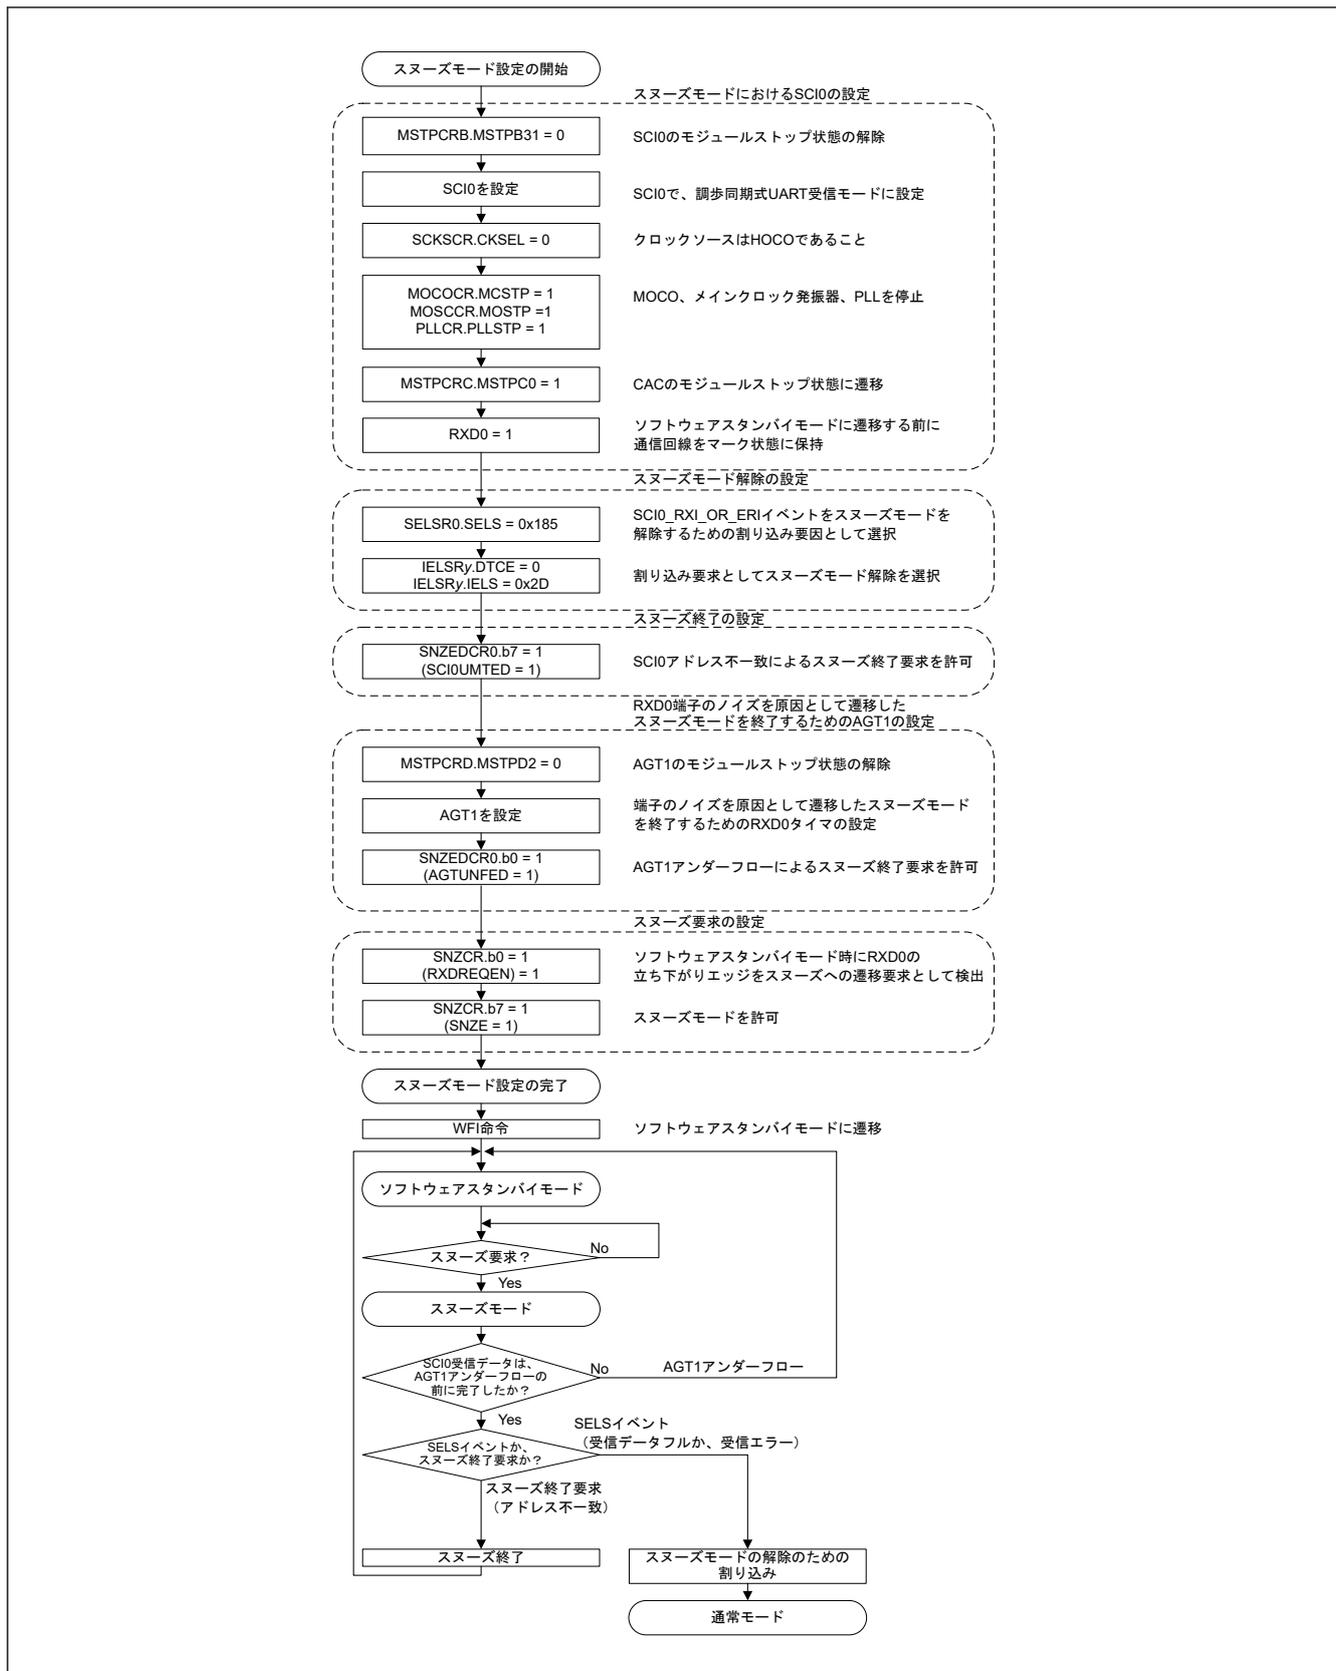 スヌーズモード設定の開始
スヌーズモードにおけるSCI0の設定
MSTPCRB.MSTPB31 = 0
SCI0のモジュールストップ状態の解除
SCI0を設定
SCI0で、調歩同期式UART受信モードに設定
SCKSCR.CKSEL = 0
クロックソースはHOCOであること
MOCOCR.MCSTP = 1
MOSCCR.MOSTP =1
PLLCR.PLLSTP = 1
MOCO、メインクロック発振器、PLLを停止
MSTPCRC.MSTPC0 = 1
CACのモジュールストップ状態に遷移
RXD0 = 1
ソフトウェアスタンバイモードに遷移する前に
通信回線をマーク状態に保持
スヌーズモード解除の設定
SELSR0.SELS = 0x185
SCI0_RXI_OR_ERIイベントをスヌーズモードを
解除するための割り込み要因として選択
IELSRy.DTCE = 0
IELSRy.IELS = 0x2D
割り込み要求としてスヌーズモード解除を選択
スヌーズ終了の設定
SNZEDCR0.b7 = 1
(SCI0UMTED = 1)
SCI0アドレス不一致によるスヌーズ終了要求を許可
RXD0端子のノイズを原因として遷移した
スヌーズモードを終了するためのAGT1の設定
MSTPCRD.MSTPD2 = 0
AGT1のモジュールストップ状態の解除
AGT1を設定
端子のノイズを原因として遷移したスヌーズモード
を終了するためのRXD0タイマの設定
SNZEDCR0.b0 = 1
(AGTUNFED = 1)
AGT1アンダーフローによるスヌーズ終了要求を許可
スヌーズ要求の設定
SNZCR.b0 = 1
(RXDREQEN) = 1
ソフトウェアスタンバイモード時にRXD0の
立ち下がりエッジをスヌーズへの遷移要求として検出
SNZCR.b7 = 1
(SNZE = 1)
スヌーズモードを許可
スヌーズモード設定の完了
WFI命令
ソフトウェアスタンバイモードに遷移
ソフトウェアスタンバイモード
スヌーズ要求？
No
Yes
スヌーズモード
SCI0受信データは、
AGT1アンダーフローの
前に完了したか？
No
AGT1アンダーフロー
Yes
SELSイベントか、
スヌーズ終了要求か？
SELSイベント
（受信データフルか、受信エラー）
スヌーズ終了要求
（アドレス不一致）
スヌーズ終了
スヌーズモードの解除のための
割り込み
通常モード